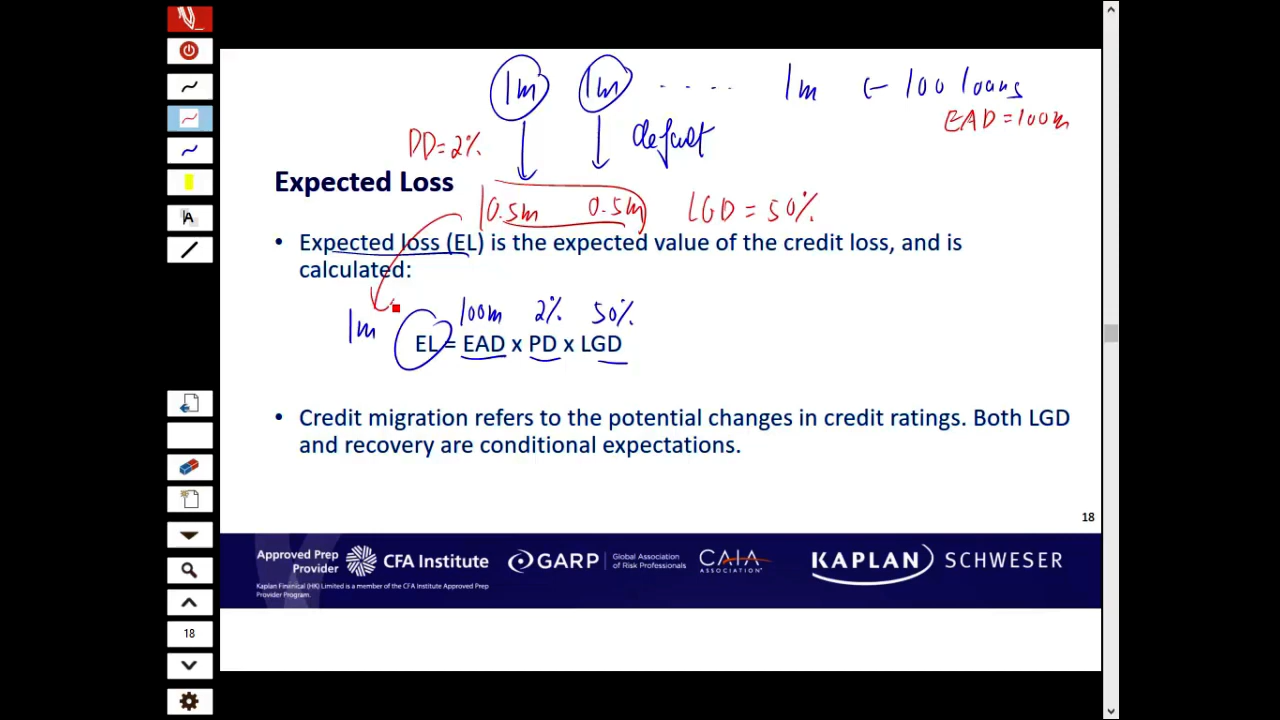 1m 1m ..... 1m ← 100 loans
EAD = 100m
PD = 2% default
Expected Loss
0.5m 0.5m LGD = 50%
• Expected loss (EL) is the expected value of the credit loss, and is
calculated:
100m 2% 50%
1m
EL = EAD x PD x LGD
• Credit migration refers to the potential changes in credit ratings. Both LGD
and recovery are conditional expectations.
18
Approved Prep
Provider
CFA Institute
GARP
Global Association
of Risk Professionals
CAIA
ASSOCIATION
KAPLAN SCHWESER
Kaplan Finimical (HK) Limited is a member of the CFA Institute Approved Prep
Provider Program.
A
18